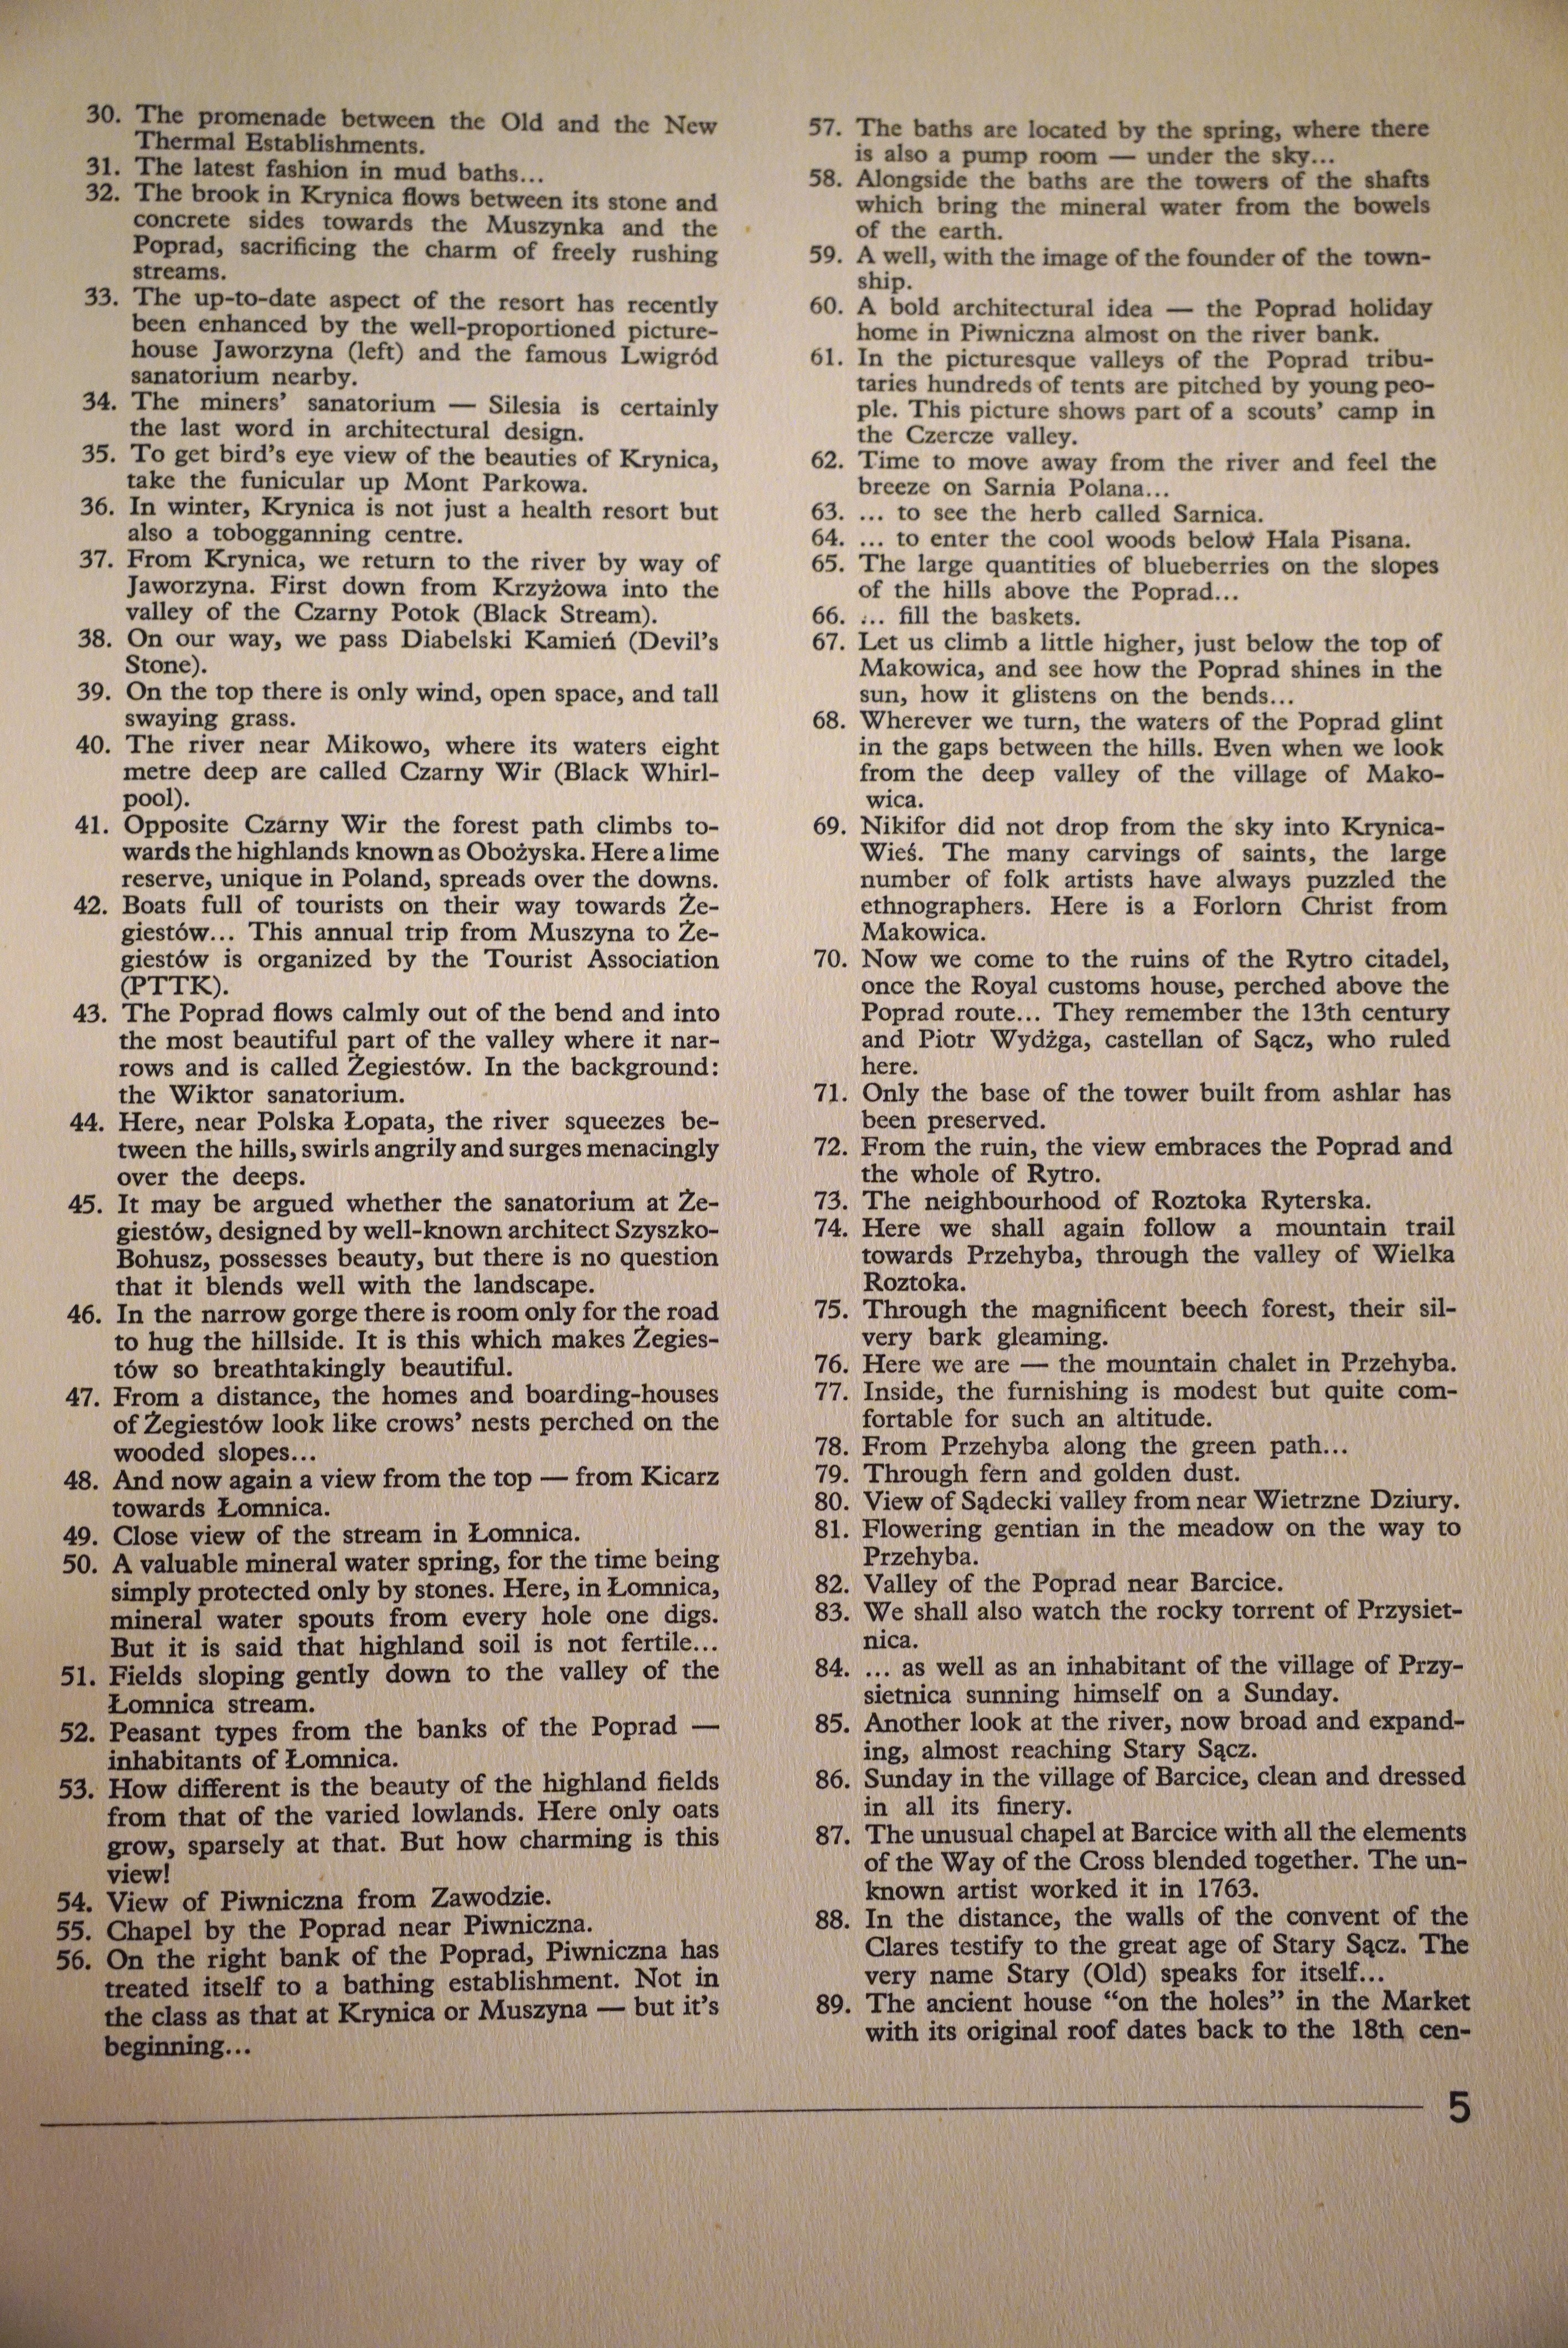 30. The promenade between the Old and the New
Thermal Establishments.
31. The latest fashion in mud baths...
32. The brook in Krynica flows between its stone and
concrete sides towards the Muszynka and the
Poprad, sacrificing the charm of freely rushing
streams.
33. The up-to-date aspect of the resort has recently
been enhanced by the well-proportioned picture-
house Jaworzyna (left) and the famous Lwigród
sanatorium nearby.
34. The miners’ sanatorium — Silesia is certainly
the last word in architectural design.
35. To get bird’s eye view of the beauties of Krynica,
take the funicular up Mont Parkowa.
36. In winter, Krynica is not just a health resort but
also a tobogganning centre.
37. From Krynica, we return to the river by way of
Jaworzyna. First down from Krzyżowa into the
valley of the Czarny Potok (Black Stream).
38. On our way, we pass Diabelski Kamień (Devil’s
Stone).
39. On the top there is only wind, open space, and tall
swaying grass.
40. The river near Mikowo, where its waters eight
metre deep are called Czarny Wir (Black Whirl-
pool).
41. Opposite Czarny Wir the forest path climbs to-
wards the highlands known as Obożyska. Here a lime
reserve, unique in Poland, spreads over the downs.
42. Boats full of tourists on their way towards Że-
giestów... This annual trip from Muszyna to Że-
giestów is organized by the Tourist Association
(PTTK).
43. The Poprad flows calmly out of the bend and into
the most beautiful part of the valley where it nar-
rows and is called Żegiestów. In the background:
the Wiktor sanatorium.
44. Here, near Polska Łopata, the river squeezes be-
tween the hills, swirls angrily and surges menacingly
over the deeps.
45. It may be argued whether the sanatorium at Że-
giestów, designed by well-known architect Szyszko-
Bohusz, possesses beauty, but there is no question
that it blends well with the landscape.
46. In the narrow gorge there is room only for the road
to hug the hillside. It is this which makes Żegies-
tów so breathtakingly beautiful.
47. From a distance, the homes and boarding-houses
of Żegiestów look like crows’ nests perched on the
wooded slopes...
48. And now again a view from the top — from Kicarz
towards Łomnica.
49. Close view of the stream in Łomnica.
50. A valuable mineral water spring, for the time being
simply protected only by stones. Here, in Łomnica,
mineral water spouts from every hole one digs.
But it is said that highland soil is not fertile...
51. Fields sloping gently down to the valley of the
Łomnica stream.
52. Peasant types from the banks of the Poprad —
inhabitants of Łomnica.
53. How different is the beauty of the highland fields
from that of the varied lowlands. Here only oats
grow, sparsely at that. But how charming is this
view!
54. View of Piwniczna from Zawodzie.
55. Chapel by the Poprad near Piwniczna.
56. On the right bank of the Poprad, Piwniczna has
treated itself to a bathing establishment. Not in
the class as that at Krynica or Muszyna — but it’s
beginning...
57. The baths are located by the spring, where there
is also a pump room — under the sky...
58. Alongside the baths are the towers of the shafts
which bring the mineral water from the bowels
of the earth.
59. A well, with the image of the founder of the town-
ship.
60. A bold architectural idea — the Poprad holiday
home in Piwniczna almost on the river bank.
61. In the picturesque valleys of the Poprad tribu-
taries hundreds of tents are pitched by young peo-
ple. This picture shows part of a scouts’ camp in
the Czercze valley.
62. Time to move away from the river and feel the
breeze on Sarnia Polana...
63. ... to see the herb called Sarnica.
64. ... to enter the cool woods below Hala Pisana.
65. The large quantities of blueberries on the slopes
of the hills above the Poprad...
66. ... fill the baskets.
67. Let us climb a little higher, just below the top of
Makowica, and see how the Poprad shines in the
sun, how it glistens on the bends...
68. Wherever we turn, the waters of the Poprad glint
in the gaps between the hills. Even when we look
from the deep valley of the village of Mako-
wica.
69. Nikifor did not drop from the sky into Krynica-
Wieś. The many carvings of saints, the large
number of folk artists have always puzzled the
ethnographers. Here is a Forlorn Christ from
Makowica.
70. Now we come to the ruins of the Rytro citadel,
once the Royal customs house, perched above the
Poprad route... They remember the 13th century
and Piotr Wydżga, castellan of Sącz, who ruled
here.
71. Only the base of the tower built from ashlar has
been preserved.
72. From the ruin, the view embraces the Poprad and
the whole of Rytro.
73. The neighbourhood of Roztoka Ryterska.
74. Here we shall again follow a mountain trail
towards Przehyba, through the valley of Wielka
Roztoka.
75. Through the magnificent beech forest, their sil-
very bark gleaming.
76. Here we are — the mountain chalet in Przehyba.
77. Inside, the furnishing is modest but quite com-
fortable for such an altitude.
78. From Przehyba along the green path...
79. Through fern and golden dust.
80. View of Sądecki valley from near Wietrzne Dziury.
81. Flowering gentian in the meadow on the way to
Przehyba.
82. Valley of the Poprad near Barcice.
83. We shall also watch the rocky torrent of Przysiet-
nica.
84. ... as well as an inhabitant of the village of Przy-
sietnica sunning himself on a Sunday.
85. Another look at the river, now broad and expand-
ing, almost reaching Stary Sącz.
86. Sunday in the village of Barcice, clean and dressed
in all its finery.
87. The unusual chapel at Barcice with all the elements
of the Way of the Cross blended together. The un-
known artist worked it in 1763.
88. In the distance, the walls of the convent of the
Clares testify to the great age of Stary Sącz. The
very name Stary (Old) speaks for itself...
89. The ancient house “on the holes” in the Market
with its original roof dates back to the 18th cen-
5